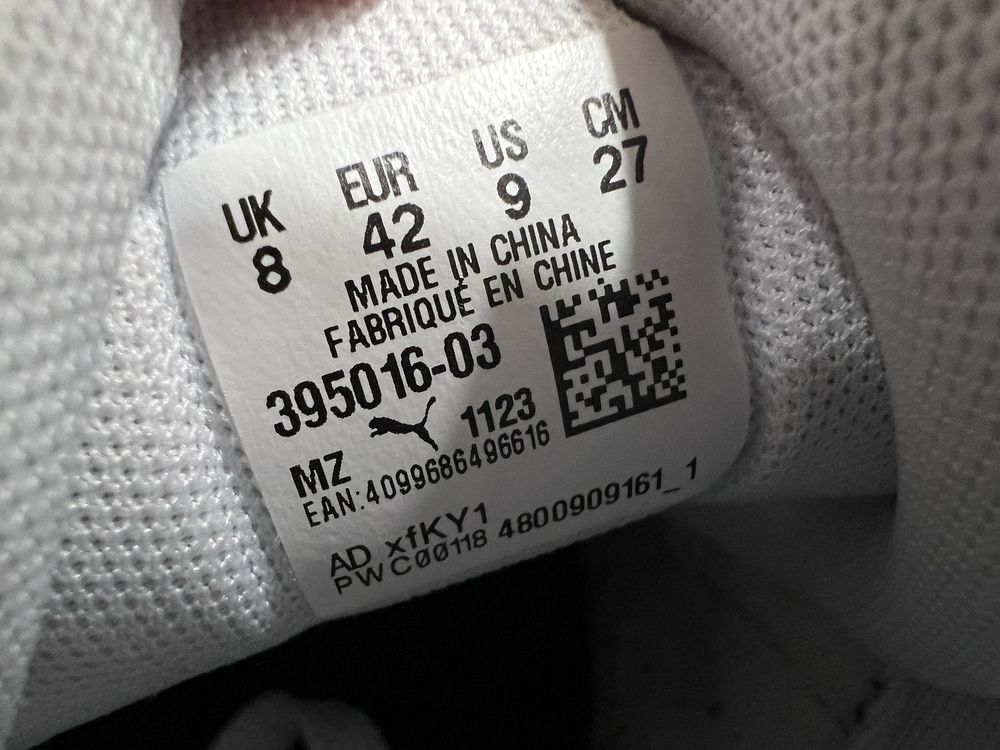 UK EUR US CM
8 42 9 27
MADE IN CHINA
FABRIQUÉ EN CHINE
395016-03
1123
MZ
EAN:4099686496616
AD xfKY1
PWC00118 4800909161_1